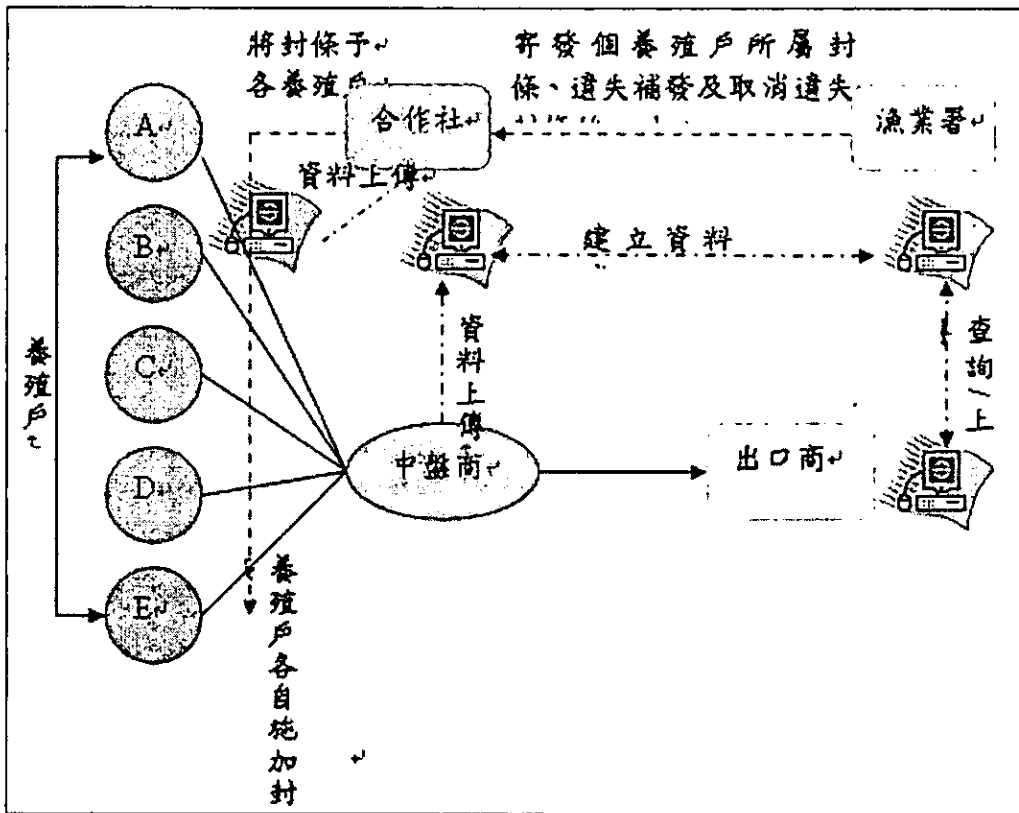 將封條予
各養殖戶
寄發個養殖戶所屬封
條、遺失補發及取消遺失
合作社
漁業署
資料上傳
建立資料
A
B
C
D
E
養殖戶
資料上傳
查詢/上
中盤商
出口商
養殖戶各自施加封